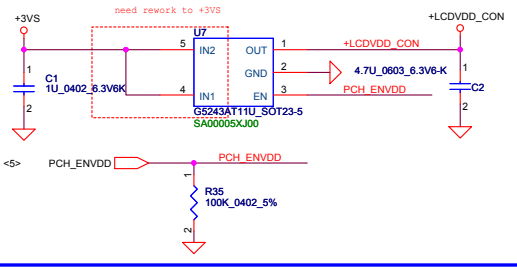 need rework to +3VS
+3VS
U7
+LCDVDD_CON
5 IN2 OUT 1 +LCDVDD_CON
GND 2
4 IN1 EN 3 PCH_ENVDD
1
C1
1U_0402_6.3V6K
2
4.7U_0603_6.3V6-K
1
C2
2
G5243AT11U_SOT23-5
SA00005XJ00
<5> PCH_ENVDD PCH_ENVDD
1
R35
100K_0402_5%
2